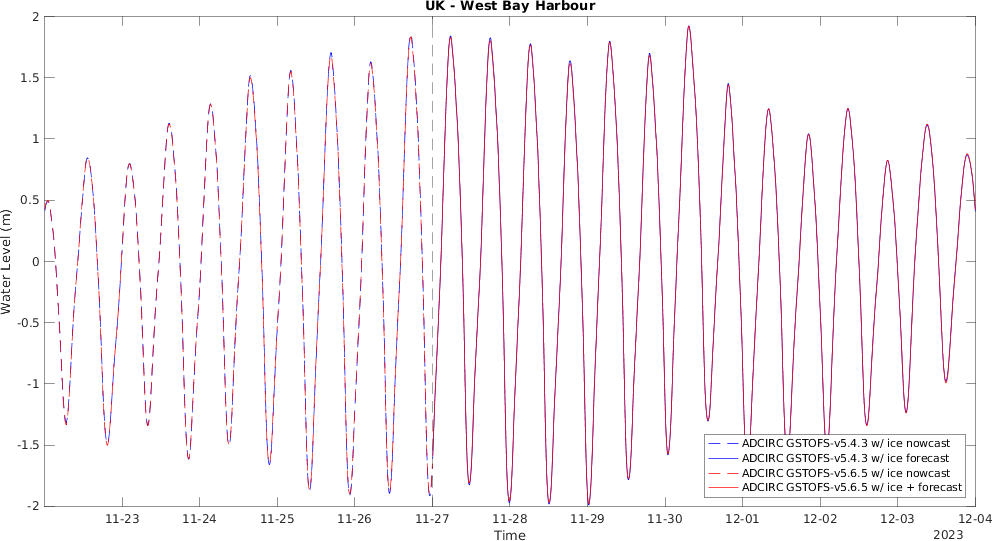 UK - West Bay Harbour
2
1.5
1
0.5
0
-0.5
-1
-1.5
-2
Water Level (m)
ADCIRC GSTOFS-v5.4.3 w/ ice nowcast
ADCIRC GSTOFS-v5.4.3 w/ ice forecast
ADCIRC GSTOFS-v5.6.5 w/ ice nowcast
ADCIRC GSTOFS-v5.6.5 w/ ice + forecast
11-23 11-24 11-25 11-26 11-27 11-28 11-29 11-30 12-01 12-02 12-03 12-04
Time
2023